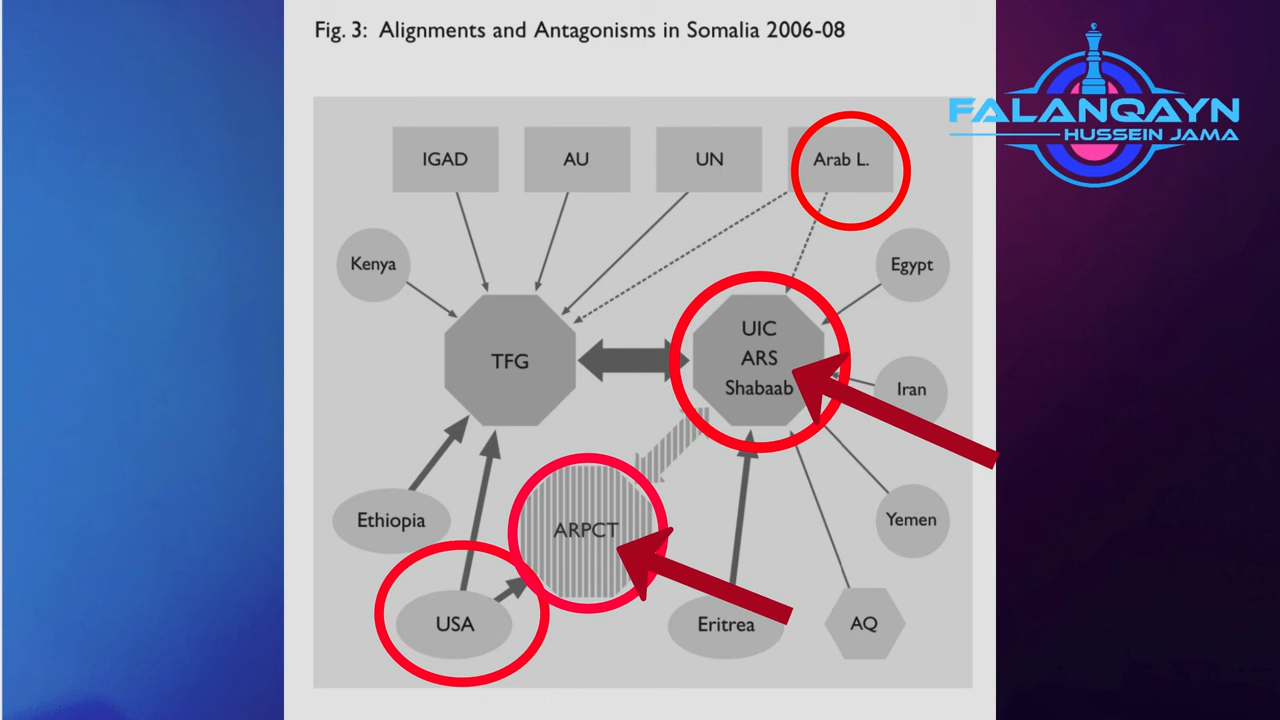 Fig. 3: Alignments and Antagonisms in Somalia 2006-08
FALANQAYN
HUSSEIN JAMA
IGAD
AU
UN
Arab L.
Kenya
Egypt
TFG
UIC
ARS
Shabaab
Iran
Ethiopia
ARPCT
Yemen
USA
Eritrea
AQ